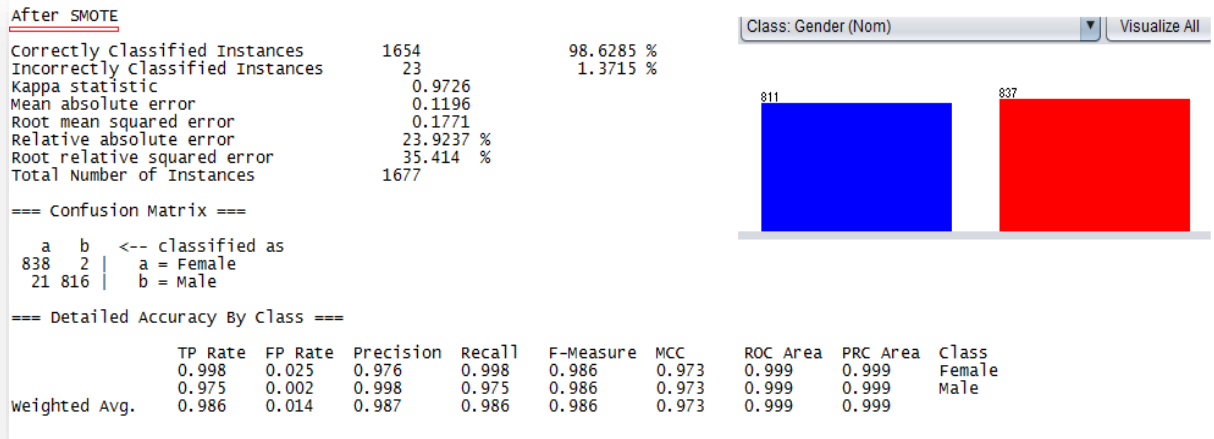 After SMOTE
Correctly Classified Instances 1654 98.6285 %
Incorrectly Classified Instances 23 1.3715 %
Kappa statistic 0.9726
Mean absolute error 0.1196
Root mean squared error 0.1771
Relative absolute error 23.9237 %
Root relative squared error 35.414 %
Total Number of Instances 1677
=== Confusion Matrix ===
a b <-- classified as
838 2 | a = Female
21 816 | b = Male
=== Detailed Accuracy By Class ===
TP Rate FP Rate Precision Recall F-Measure MCC ROC Area PRC Area Class
0.998 0.025 0.976 0.998 0.986 0.973 0.999 0.999 Female
0.975 0.002 0.998 0.975 0.986 0.973 0.999 0.999 Male
Weighted Avg. 0.986 0.014 0.987 0.986 0.986 0.973 0.999 0.999
Class: Gender (Nom) Visualize All
811 837